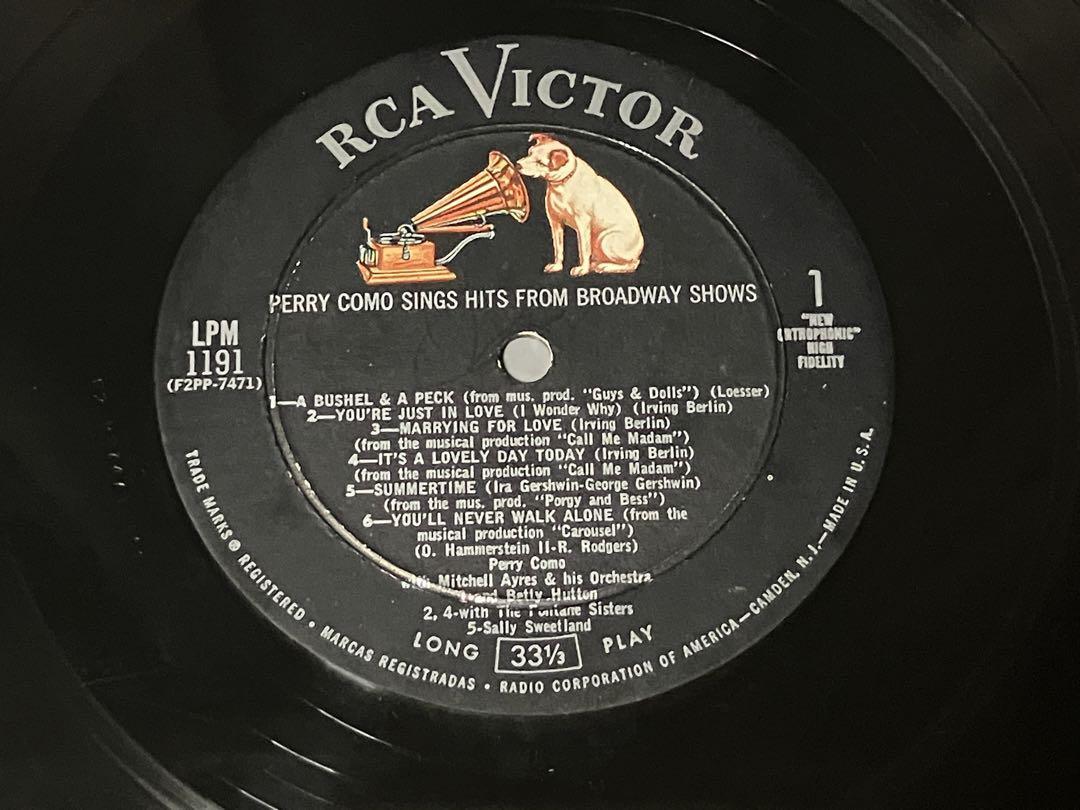 RCA VICTOR
PERRY COMO SINGS HITS FROM BROADWAY SHOWS
LPM
1191
(F2PP-7471)
1
"NEW
ORTHOPHONIC"
HIGH
FIDELITY
1—A BUSHEL & A PECK (from mus. prod. "Guys & Dolls") (Loesser)
2—YOU'RE JUST IN LOVE (I Wonder Why) (Irving Berlin)
3—MARRYING FOR LOVE (Irving Berlin)
(from the musical production "Call Me Madam")
4—IT'S A LOVELY DAY TODAY (Irving Berlin)
(from the musical production "Call Me Madam")
5—SUMMERTIME (Ira Gershwin-George Gershwin)
(from the mus. prod. "Porgy and Bess")
6—YOU'LL NEVER WALK ALONE (from the
musical production "Carousel")
(O. Hammerstein II-R. Rodgers)
Perry Como
with Mitchell Ayres & his Orchestra
1-and Betty Hutton
2, 4-with The Fontane Sisters
5-Sally Sweetland
LONG 33⅓ PLAY
TRADE MARKS ® REGISTERED • MARCAS REGISTRADAS • RADIO CORPORATION OF AMERICA—CAMDEN, N. J.—MADE IN U.S.A.